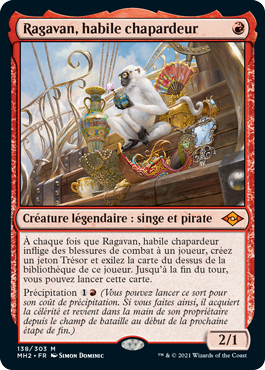 Ragavan, habile chapardeur
Créature légendaire : singe et pirate
À chaque fois que Ragavan, habile chapardeur
inflige des blessures de combat à un joueur, créez
un jeton Trésor et exilez la carte du dessus de la
bibliothèque de ce joueur. Jusqu'à la fin du tour,
vous pouvez lancer cette carte.
Précipitation 1 (Vous pouvez lancer ce sort pour
son coût de précipitation. Si vous faites ainsi, il acquiert
la célérité et revient dans la main de son propriétaire
depuis le champ de bataille au début de la prochaine
étape de fin.)
2/1
138/303 M
MH2 • FR SIMON DOMINIC
™ & © 2021 Wizards of the Coast